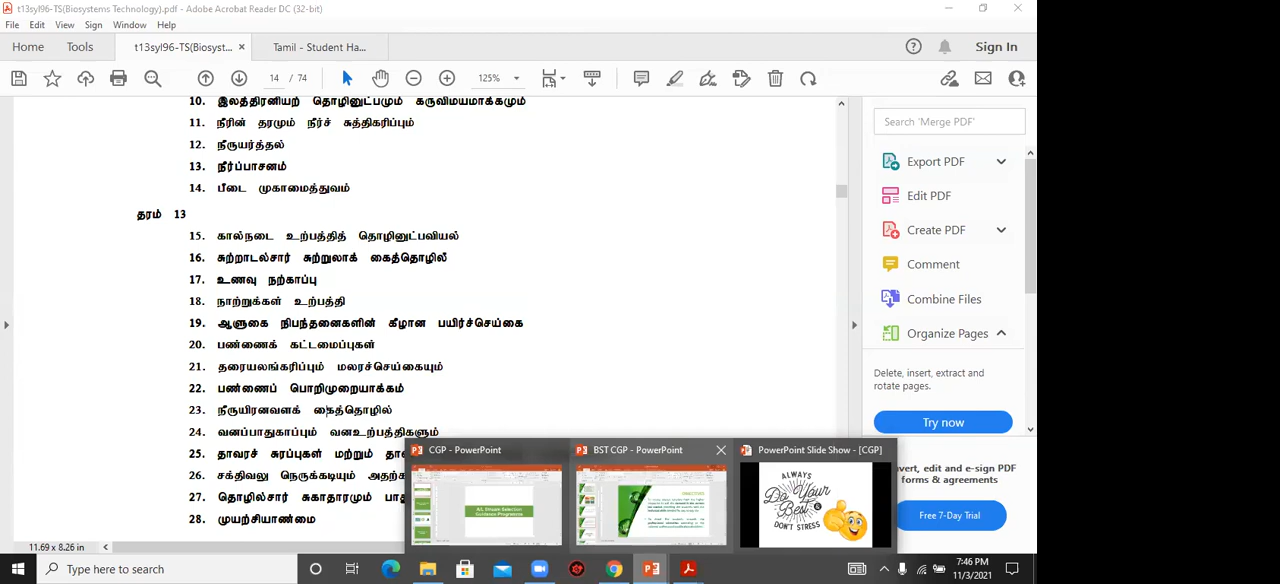 t13syl96-TS(Biosystems Technology).pdf - Adobe Acrobat Reader DC (32-bit)
File Edit View Sign Window Help
Home Tools t13syl96-TS(Biosyst... × Tamil - Student Ha... Sign In
14 / 74 125%
10. இலத்திரனியற் தொழினுட்பமும் கருவிமயமாக்கமும்
11. நீரின் தரமும் நீர்ச் சுத்திகரிப்பும்
12. நீருயர்த்தல்
13. நீர்ப்பாசனம்
14. பீடை முகாமைத்துவம்
தரம் 13
15. கால்நடை உற்பத்தித் தொழினுட்பவியல்
16. சுற்றாடல்சார் சுற்றுலாக் கைத்தொழிலீ
17. உணவு நற்காப்பு
18. நாற்றுக்கள் உற்பத்தி
19. ஆளுகை நிபந்தனைகளின் கீழான பயிர்ச்செய்கை
20. பண்ணைக் கட்டமைப்புகள்
21. தரையலங்கரிப்பும் மலரச்செய்கையும்
22. பண்ணைப் பொறிமுறையாக்கம்
23. நீருயிரனவளக் கைத்தொழில்
24. வனப்பாதுகாப்பும் வனஉற்பத்திகளும்
25. தாவரச் சுரப்புகள் மற்றும்
26. சக்திவலு நெருக்கடியும்
27. தொழில்சார் சுகாதாரமும்
28. முயற்சியாண்மை
11.69 x 8.26 in
Search 'Merge PDF'
Export PDF
Edit PDF
Create PDF
Comment
Combine Files
Organize Pages
Delete, insert, extract and
rotate pages.
Try now
edit and e-sign PDF
forms & agreements
Free 7-Day Trial
CGP - PowerPoint BST CGP - PowerPoint PowerPoint Slide Show - [CGP]
A/L Stream Selection
Guidance Programme
ALWAYS
Do Your
Best &
DON'T STRESS
Type here to search
7:46 PM
11/3/2021